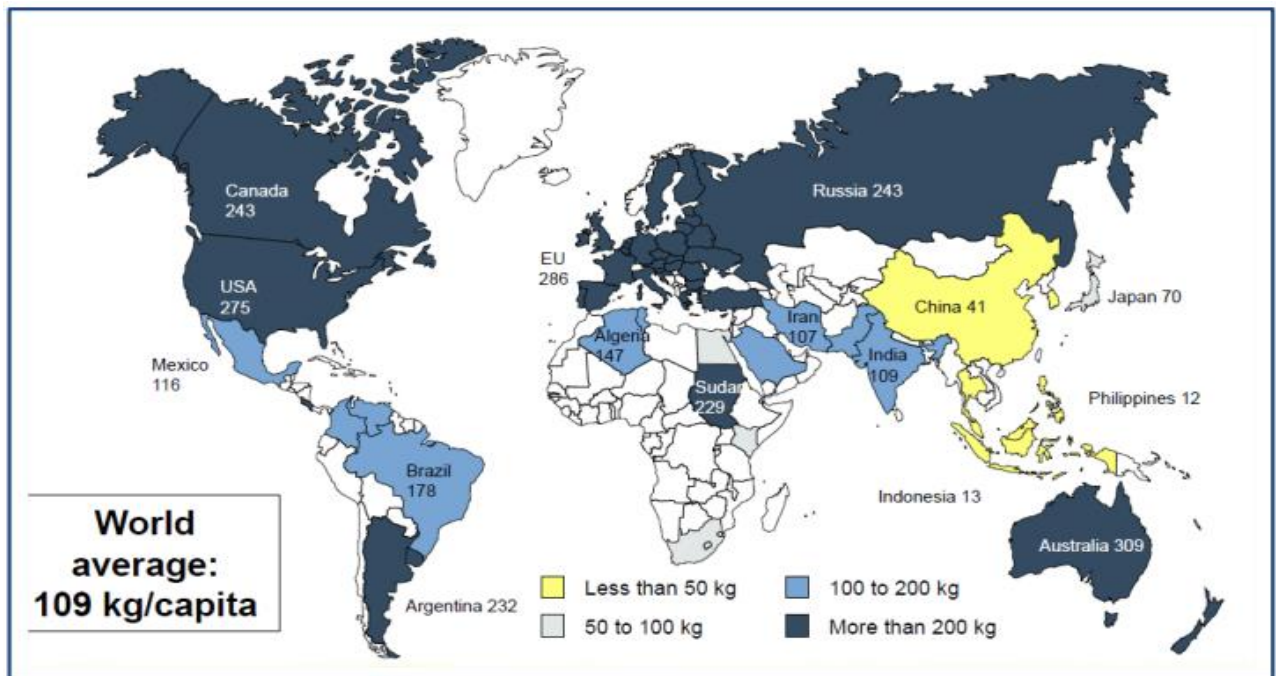 Canada
243
USA
275
Mexico
116
Brazil
178
Argentina 232
EU
286
Algeria
147
Sudan
229
Russia 243
Iran
107
India
109
China 41
Japan 70
Philippines 12
Indonesia 13
Australia 309
World
average:
109 kg/capita
Less than 50 kg
50 to 100 kg
100 to 200 kg
More than 200 kg